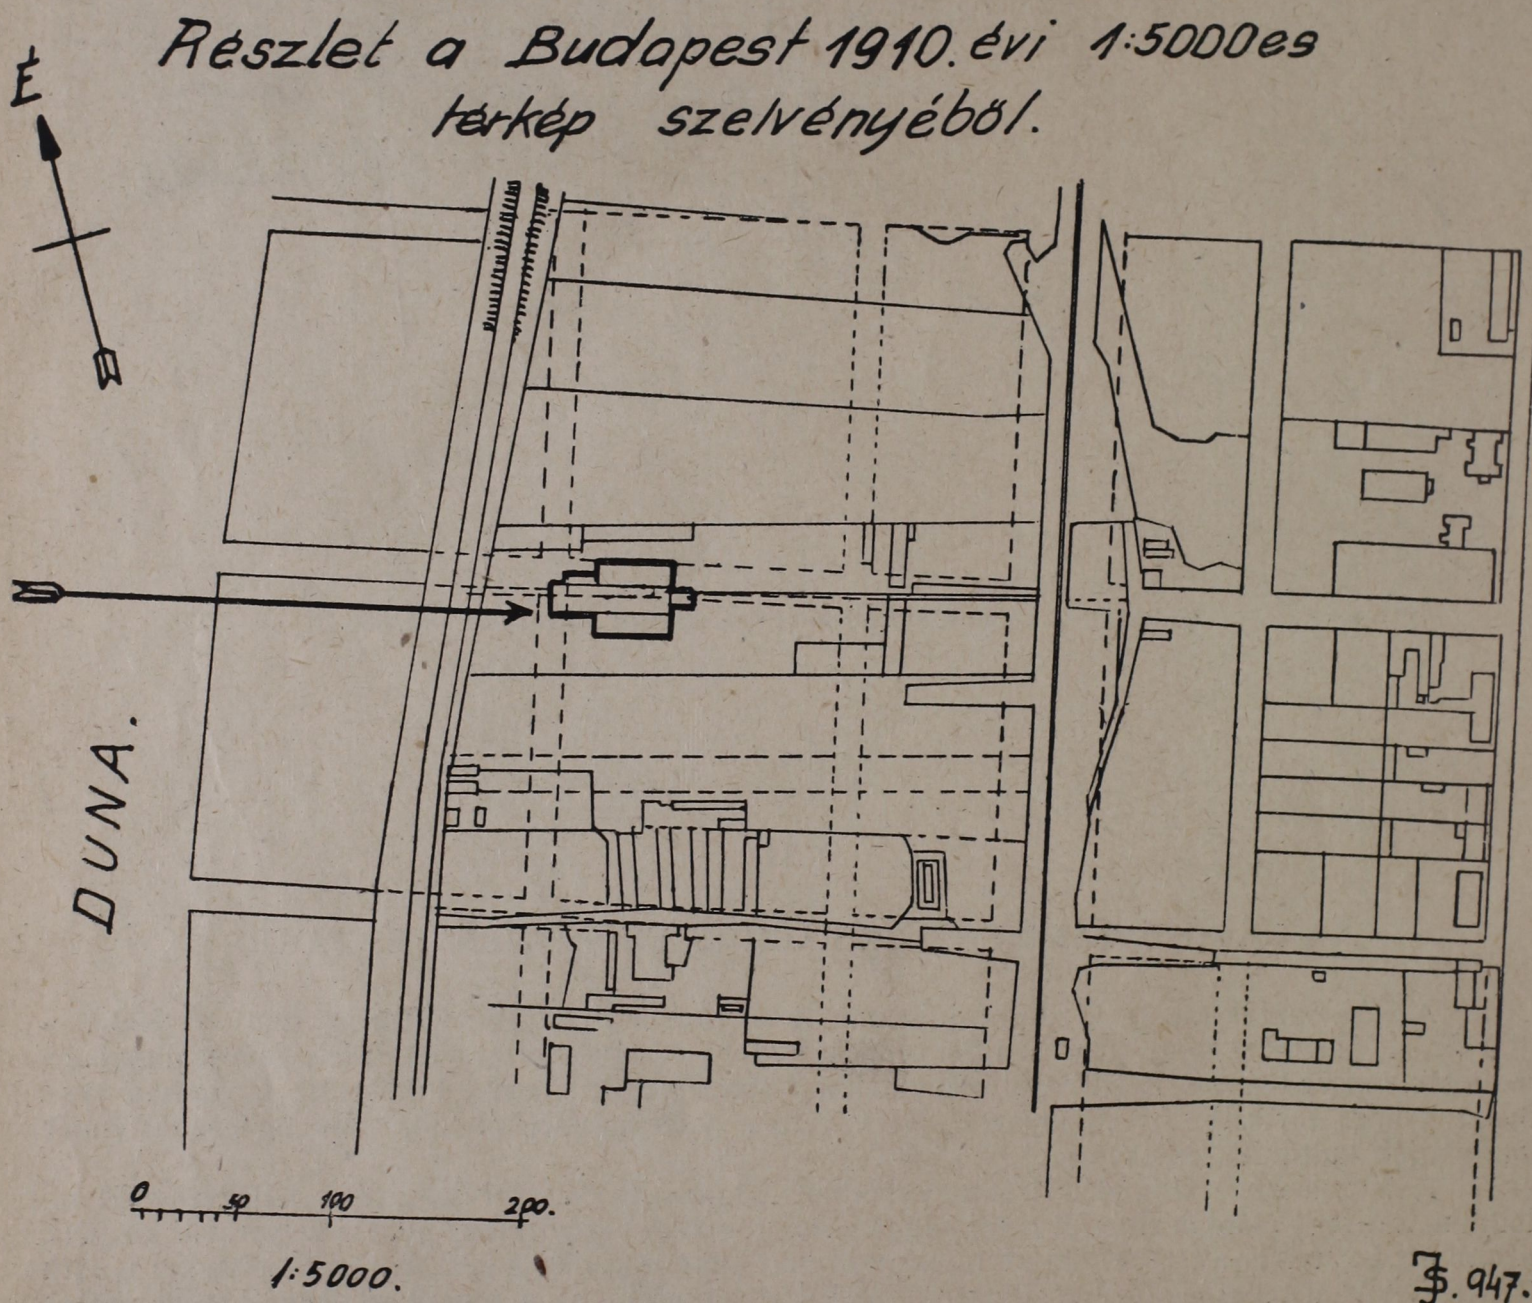 Részlet a Budapest 1910. évi 1:5000es
térkép szelvényéből.
É
DUNA.
0 50 100 200.
1:5000.
947.